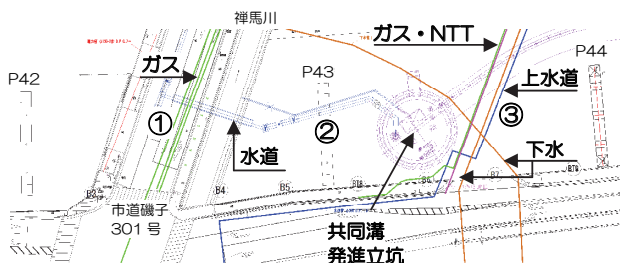 禅馬川
ガス・NTT
P44
P42
ガス
P43
上水道
①
②
③
水道
下水
B3
B4
B5
B6
B7
市道磯子
301号
共同溝
発進立坑